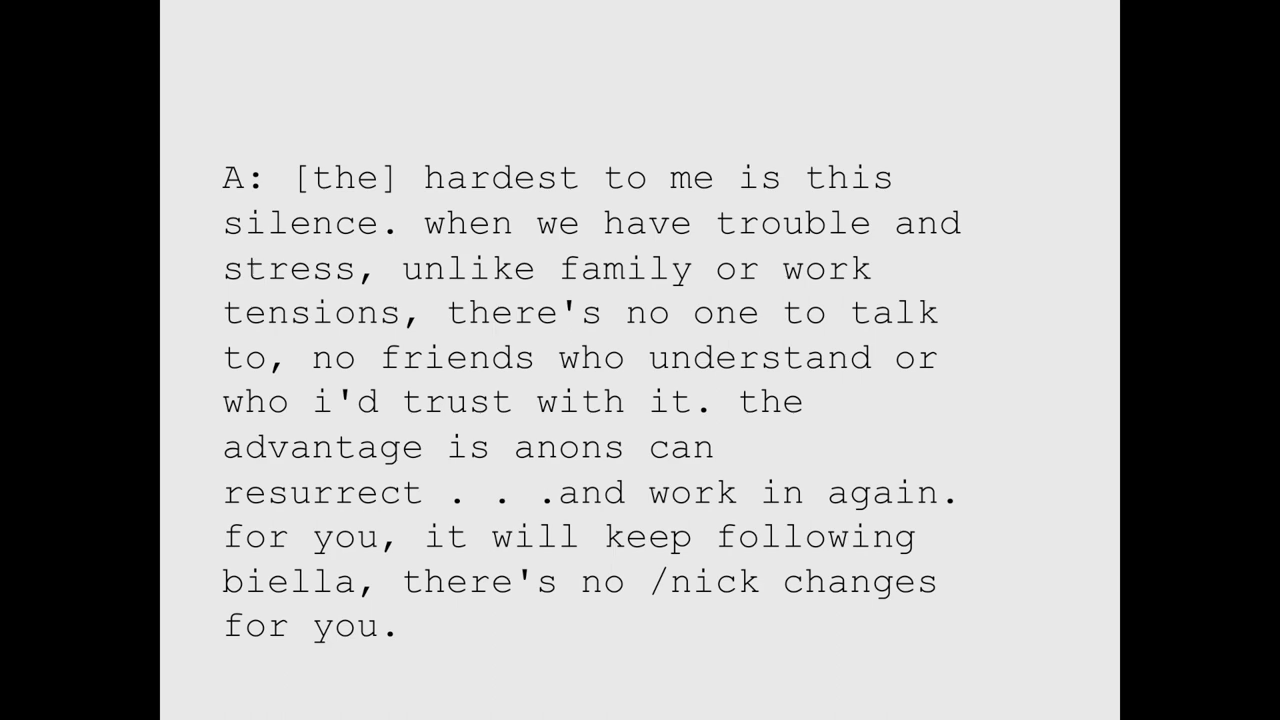 A: [the] hardest to me is this
silence. when we have trouble and
stress, unlike family or work
tensions, there's no one to talk
to, no friends who understand or
who i'd trust with it. the
advantage is anons can
resurrect . . .and work in again.
for you, it will keep following
biella, there's no /nick changes
for you.